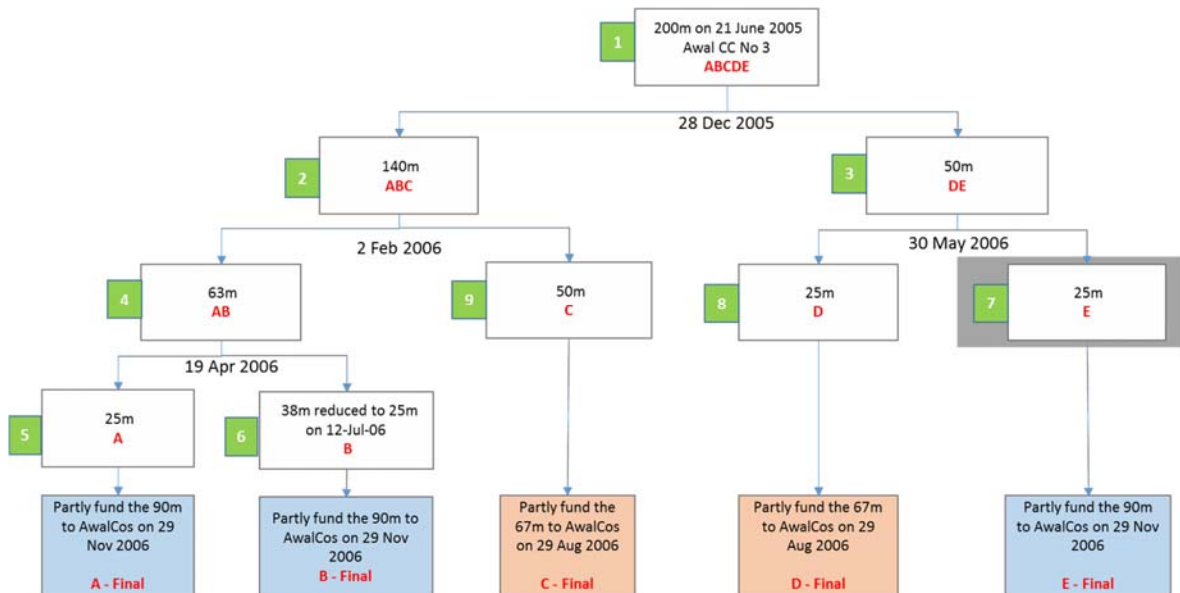 1
200m on 21 June 2005
Awal CC No 3
ABCDE
28 Dec 2005
2
140m
ABC
3
50m
DE
2 Feb 2006
30 May 2006
4
63m
AB
9
50m
C
8
25m
D
7
25m
E
19 Apr 2006
5
25m
A
6
38m reduced to 25m
on 12-Jul-06
B
Partly fund the 90m
to AwalCos on 29
Nov 2006
A - Final
Partly fund the 90m to
AwalCos on 29 Nov
2006
B - Final
Partly fund the
67m to AwalCos
on 29 Aug 2006
C - Final
Partly fund the 67m
to AwalCos on 29
Aug 2006
D - Final
Partly fund the 90m
to AwalCos on 29
Nov 2006
E - Final